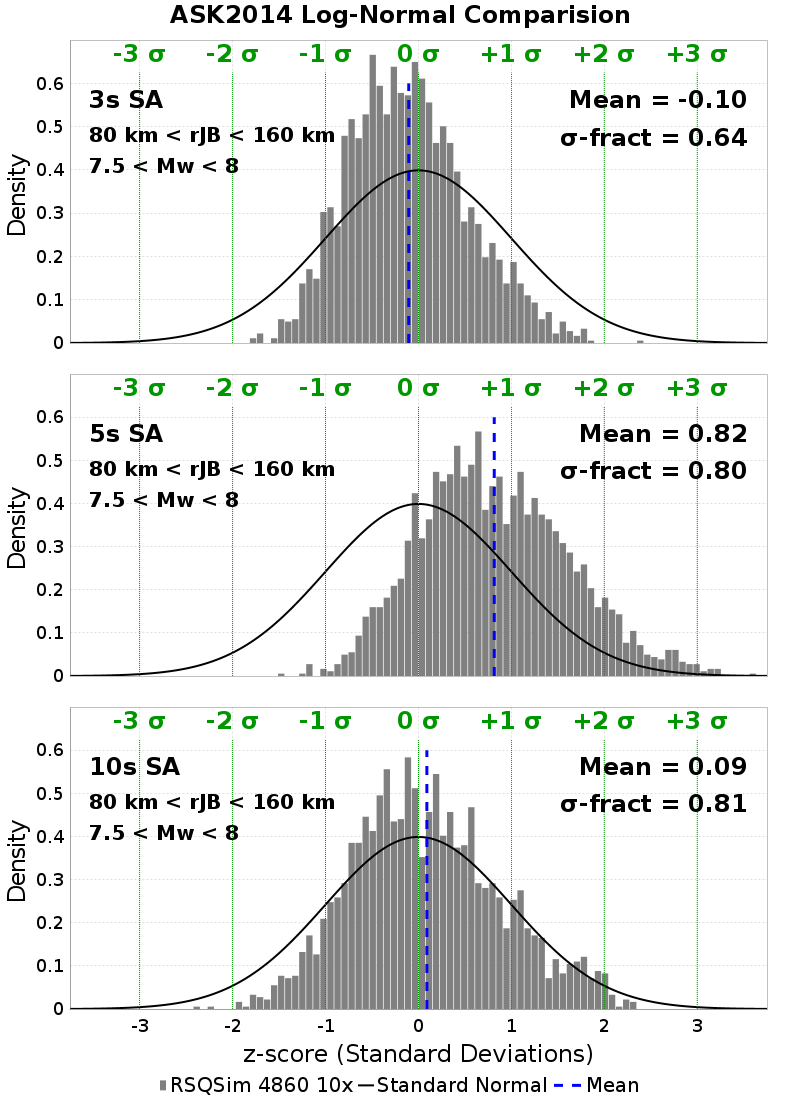 ASK2014 Log-Normal Comparision
-3 σ -2 σ -1 σ 0 σ +1 σ +2 σ +3 σ
0.6
3s SA Mean = -0.10
80 km < rJB < 160 km σ-fract = 0.64
0.5
7.5 < Mw < 8
0.4
0.3
0.2
0.1
0
Density
-3 σ -2 σ -1 σ 0 σ +1 σ +2 σ +3 σ
0.6
5s SA Mean = 0.82
80 km < rJB < 160 km σ-fract = 0.80
0.5
7.5 < Mw < 8
0.4
0.3
0.2
0.1
0
Density
-3 σ -2 σ -1 σ 0 σ +1 σ +2 σ +3 σ
0.6
10s SA Mean = 0.09
80 km < rJB < 160 km σ-fract = 0.81
0.5
7.5 < Mw < 8
0.4
0.3
0.2
0.1
0
Density
-3 -2 -1 0 1 2 3
z-score (Standard Deviations)
RSQSim 4860 10x Standard Normal Mean